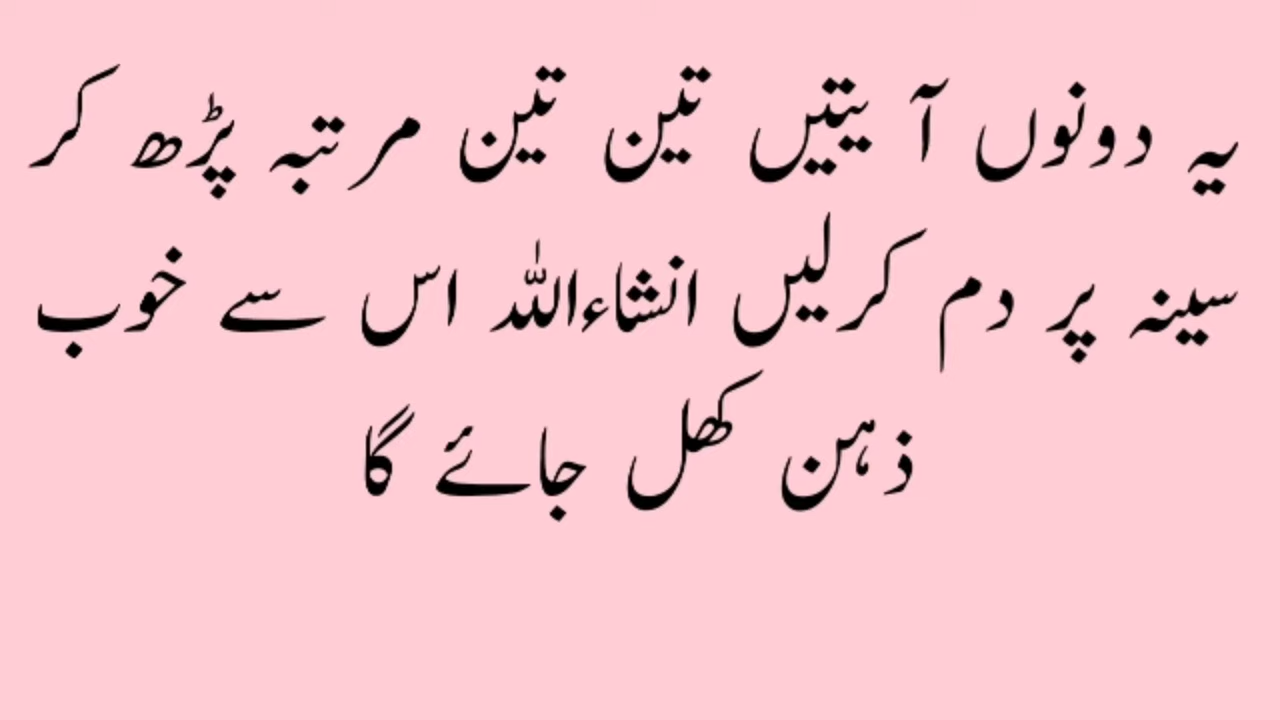 یہ دونوں آ یتیں تین تین مرتبہ پڑھ کر
سینہ پر دم کرلیں انشاءاللہ اس سے خوب
ذہن کھل جائے گا